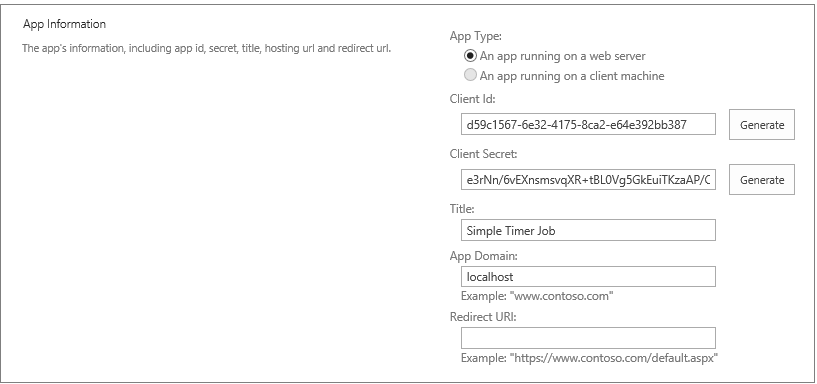 App Information
The app's information, including app id, secret, title, hosting url and redirect url.
App Type:
An app running on a web server
An app running on a client machine
Client Id:
d59c1567-6e32-4175-8ca2-e64e392bb387
Generate
Client Secret:
e3rNn/6vEXnsmsvqXR+tBL0Vg5GkEuiTKzaAP/C
Generate
Title:
Simple Timer Job
App Domain:
localhost
Example: "www.contoso.com"
Redirect URI:
Example: "https://www.contoso.com/default.aspx"